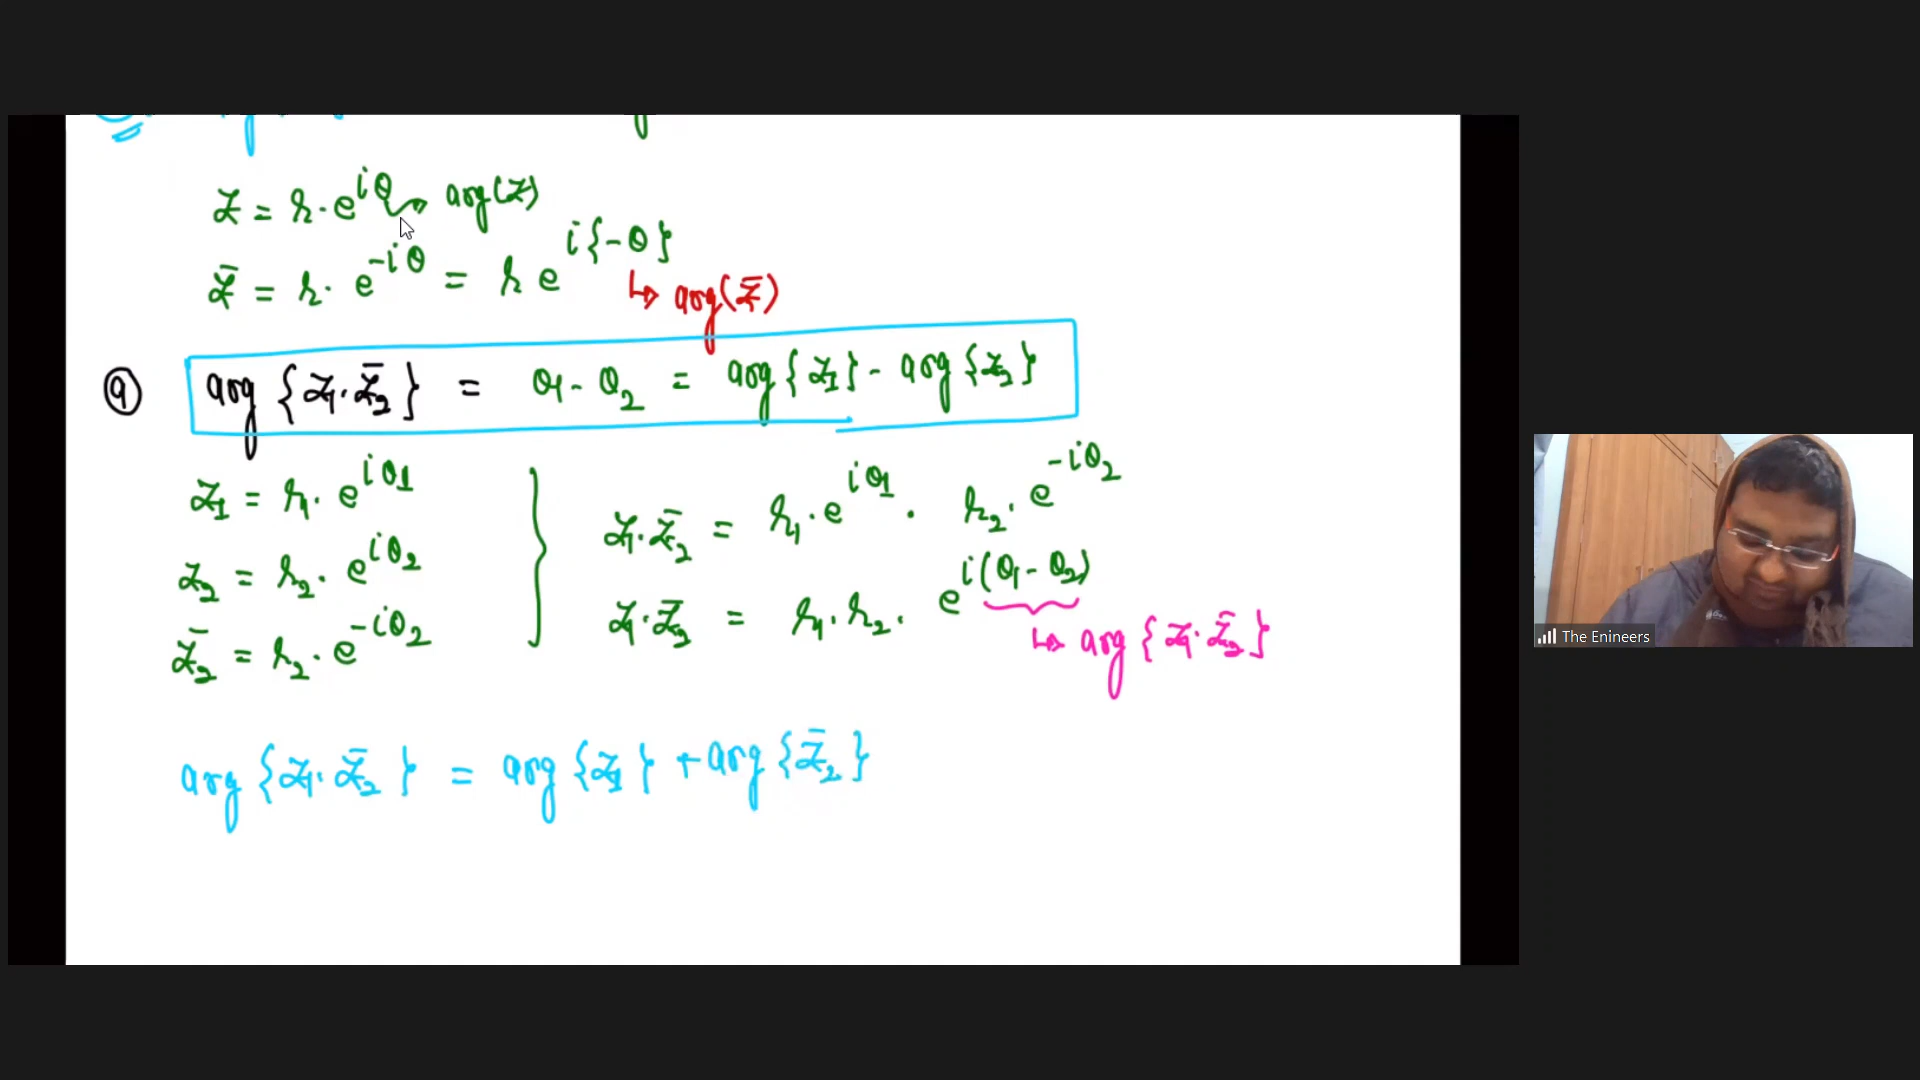 z = r·e^{iθ} → arg(z)
z̄ = r·e^{-iθ} = r e^{i{-θ}}
↳ arg(z̄)
⑨ arg {z₁·z̄₂} = θ₁ - θ₂ = arg{z₁} - arg{z₂}
z₁ = r₁·e^{iθ₁}
z₂ = r₂·e^{iθ₂}
z̄₂ = r₂·e^{-iθ₂}
z₁·z̄₂ = r₁·e^{iθ₁} · r₂·e^{-iθ₂}
z₁·z̄₂ = r₁·r₂·e^{i(θ₁-θ₂)}
↳ arg {z₁·z̄₂}
arg {z₁·z̄₂} = arg {z₁} + arg {z̄₂}
The Enineers